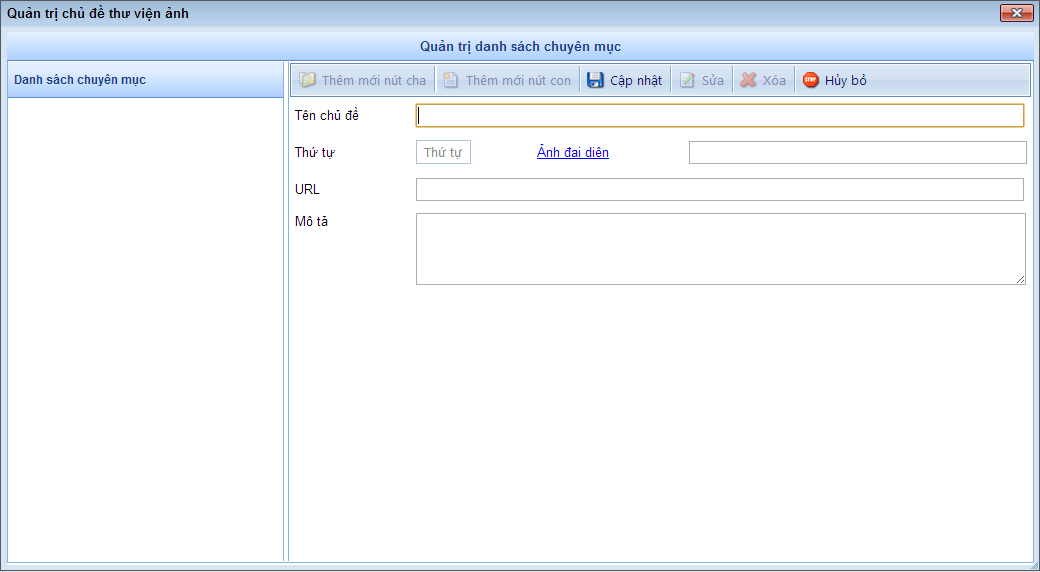 Quản trị chủ đề thư viện ảnh
Quản trị danh sách chuyên mục
Danh sách chuyên mục
Thêm mới nút cha Thêm mới nút con Cập nhật Sửa Xóa STOP Hủy bỏ
Tên chủ đề
Thứ tự Thứ tự Ảnh đại diện
URL
Mô tả